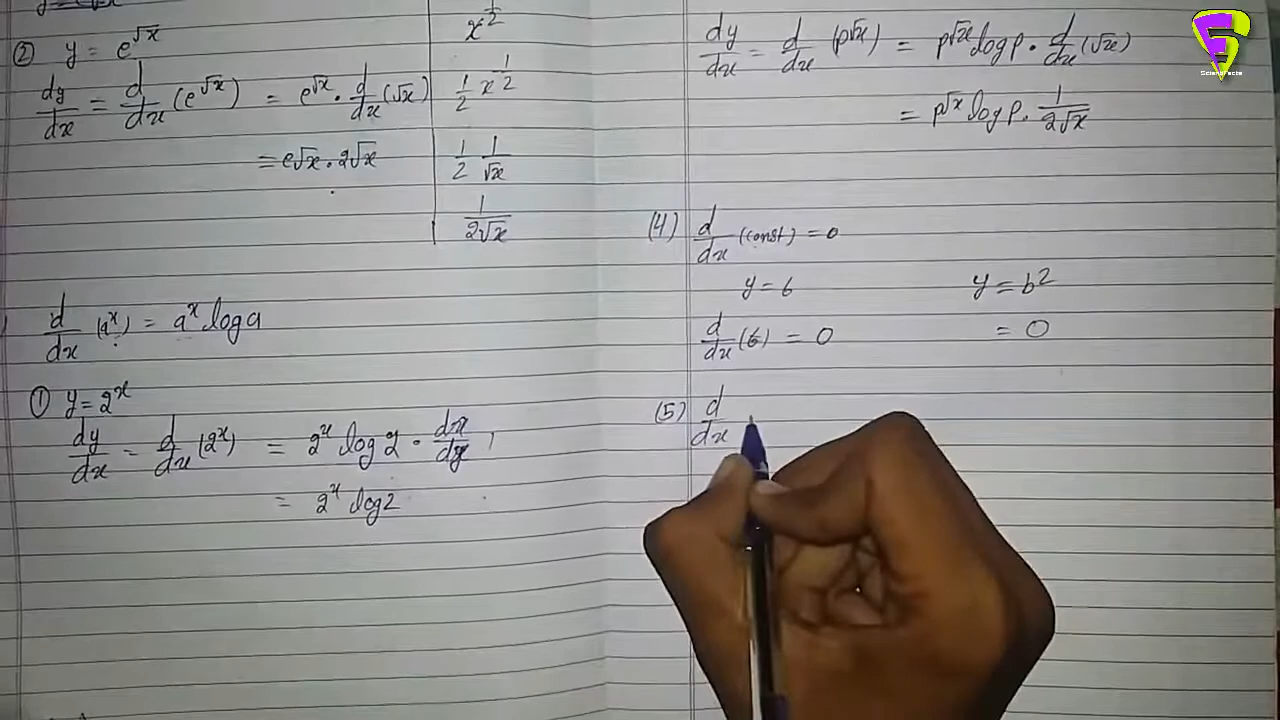 ② y = e^√x
dy/dx = d/dx (e^√x) = e^√x · d/dx (√x)
= e√x · 2√x
x^1/2
1/2 x^1/2
1/2 1/√x
1/2√x
d/dx (a^x) = a^x log a
① y = 2^x
dy/dx = d/dx (2^x) = 2^x log 2 · dx/dy
= 2^x log2
dy/dx = d/dx (p^√x) = p^√x log p · d/dx (√x)
= p^√x log p · 1/2√x
(4) d/dx (const) = 0
y = 6
d/dx (6) = 0
y = b^2
= 0
(5) d/dx